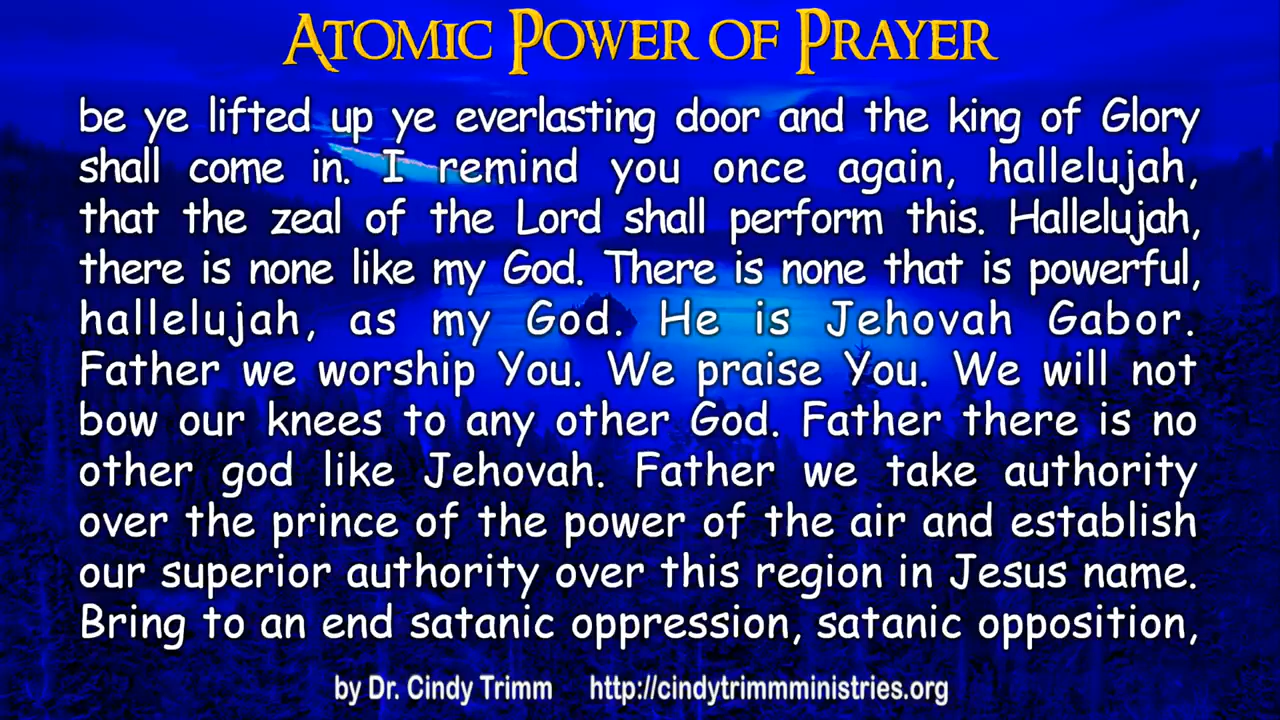 ATOMIC POWER OF PRAYER
be ye lifted up ye everlasting door and the king of Glory
shall come in. I remind you once again, hallelujah,
that the zeal of the Lord shall perform this. Hallelujah,
there is none like my God. There is none that is powerful,
hallelujah, as my God. He is Jehovah Gabor.
Father we worship You. We praise You. We will not
bow our knees to any other God. Father there is no
other god like Jehovah. Father we take authority
over the prince of the power of the air and establish
our superior authority over this region in Jesus name.
Bring to an end satanic oppression, satanic opposition,
by Dr. Cindy Trimm http://cindytrimmministries.org